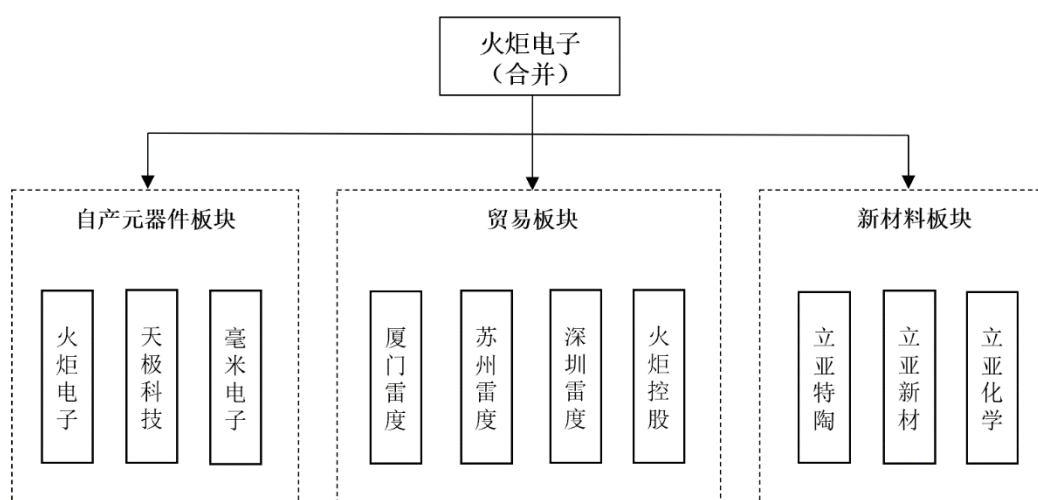 火炬电子
（合并）
自产元器件板块
贸易板块
新材料板块
火炬电子
天极科技
毫米电子
厦门雷度
苏州雷度
深圳雷度
火炬控股
立亚特陶
立亚新材
立亚化学